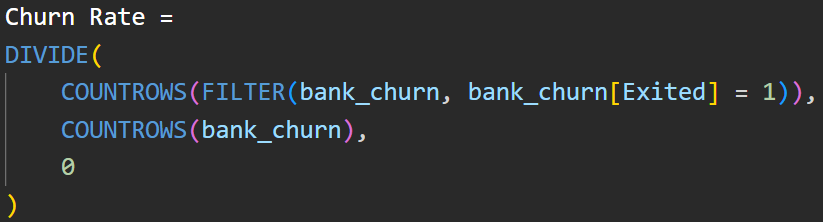 Churn Rate =
DIVIDE(
    COUNTROWS(FILTER(bank_churn, bank_churn[Exited] = 1)),
    COUNTROWS(bank_churn),
    0
)